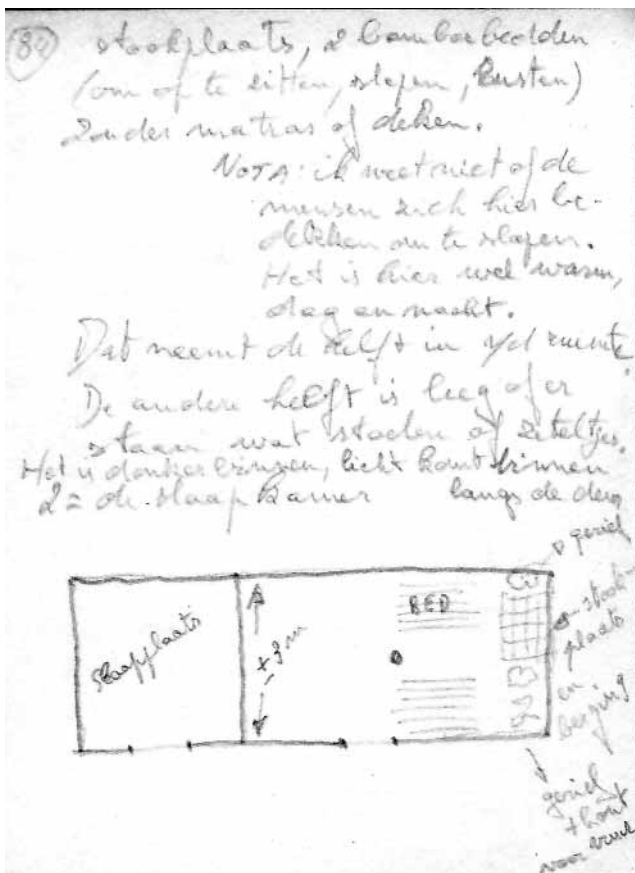 84
stookplaats, 2 bamboebedden
(om op te zitten, slapen, rusten)
zonder matras of deken.
NOTA: ik weet niet of de
mensen zich hier be-
dekken om te slapen.
Het is hier wel warm,
dag en nacht.
Dat neemt de helft in v/d ruimte.
De andere helft is leeg of er
staan wat stoelen of zeteltjes.
Het is donker binnen, licht komt binnen
2 = de slaapkamer langs de deur
gerief
stook-
plaats
en
berging
gerief
+ hout
voor vuur
BED
± 3m
slaapplaats